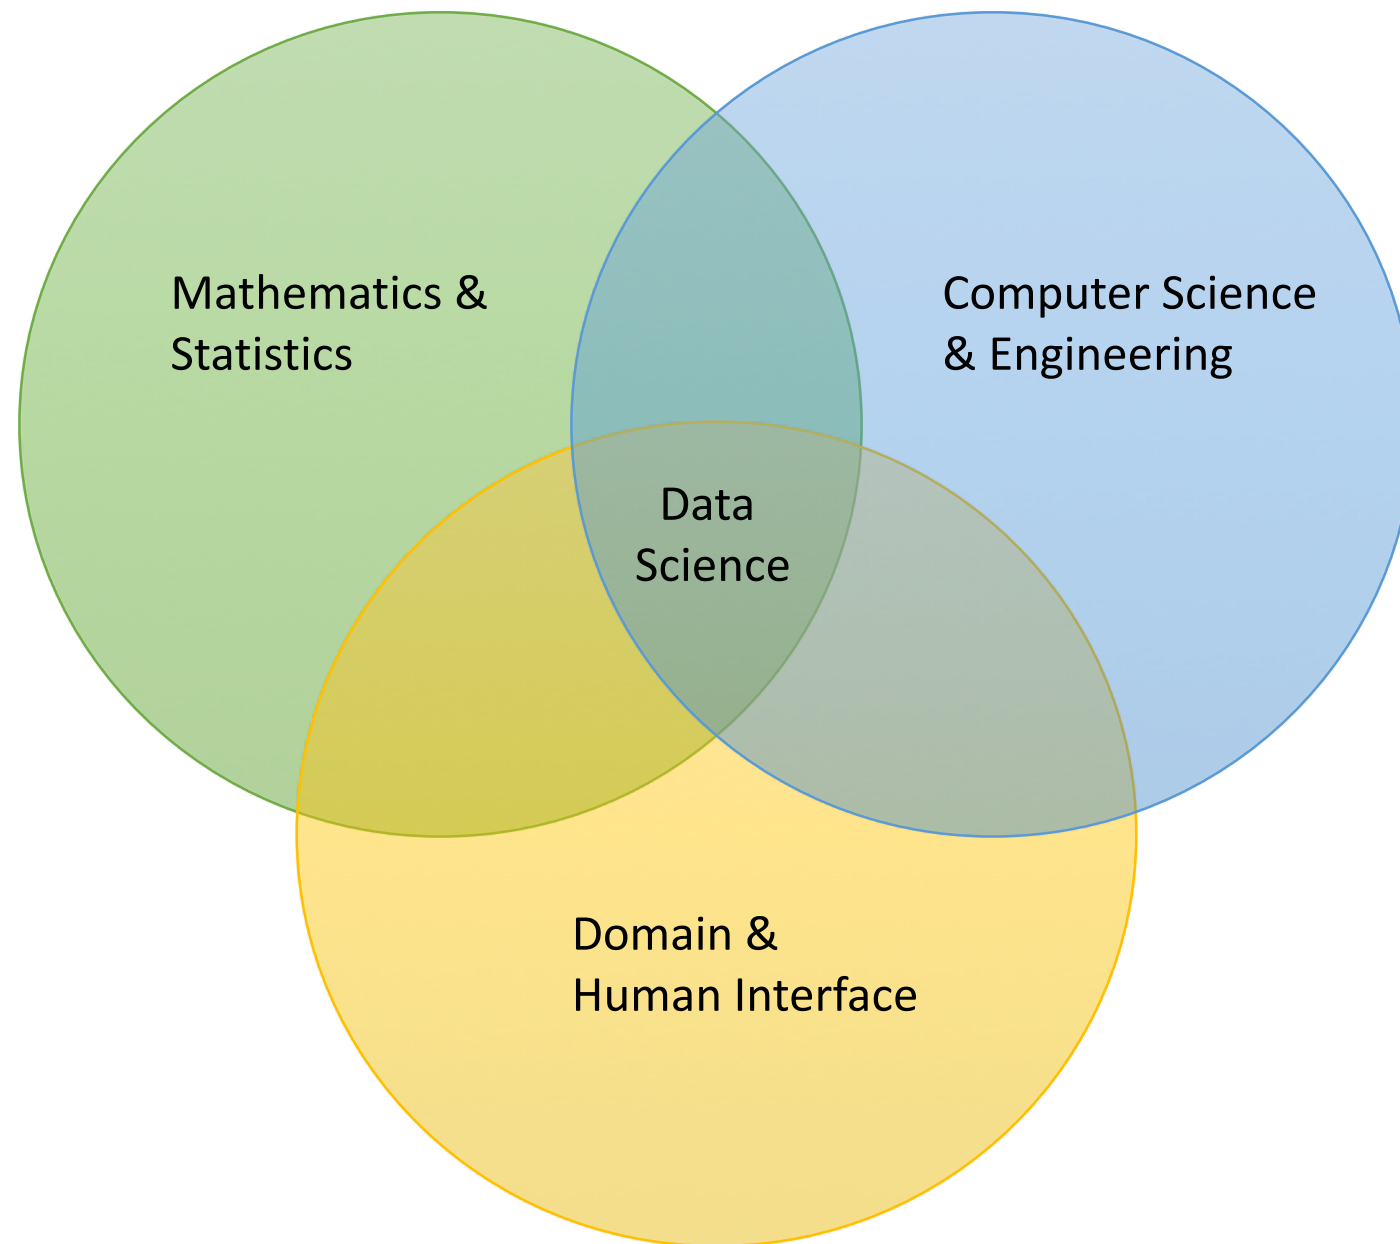 Mathematics &
Statistics
Computer Science
& Engineering
Data
Science
Domain &
Human Interface